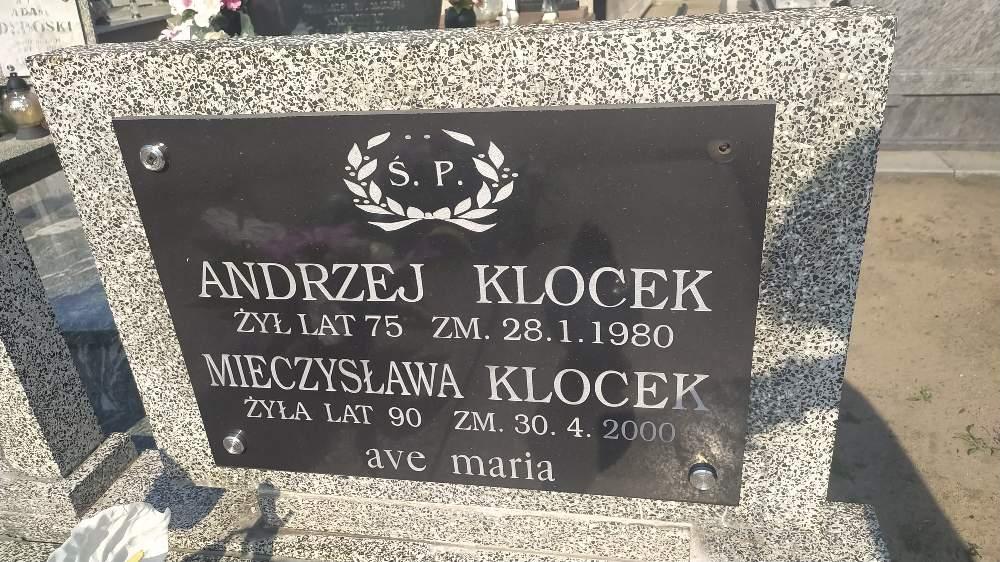 Ś. P.
ANDRZEJ KLOCEK
ŻYŁ LAT 75 ZM. 28.1.1980
MIECZYSŁAWA KLOCEK
ŻYŁA LAT 90 ZM. 30. 4. 2000
ave maria